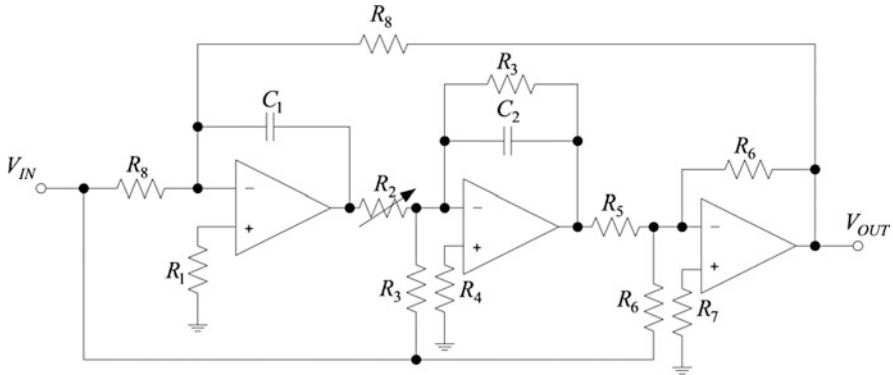 R8
R3
C1
C2
VIN
R8
R2
R6
R5
VOUT
−
−
−
+
+
+
R1
R3
R4
R6
R7